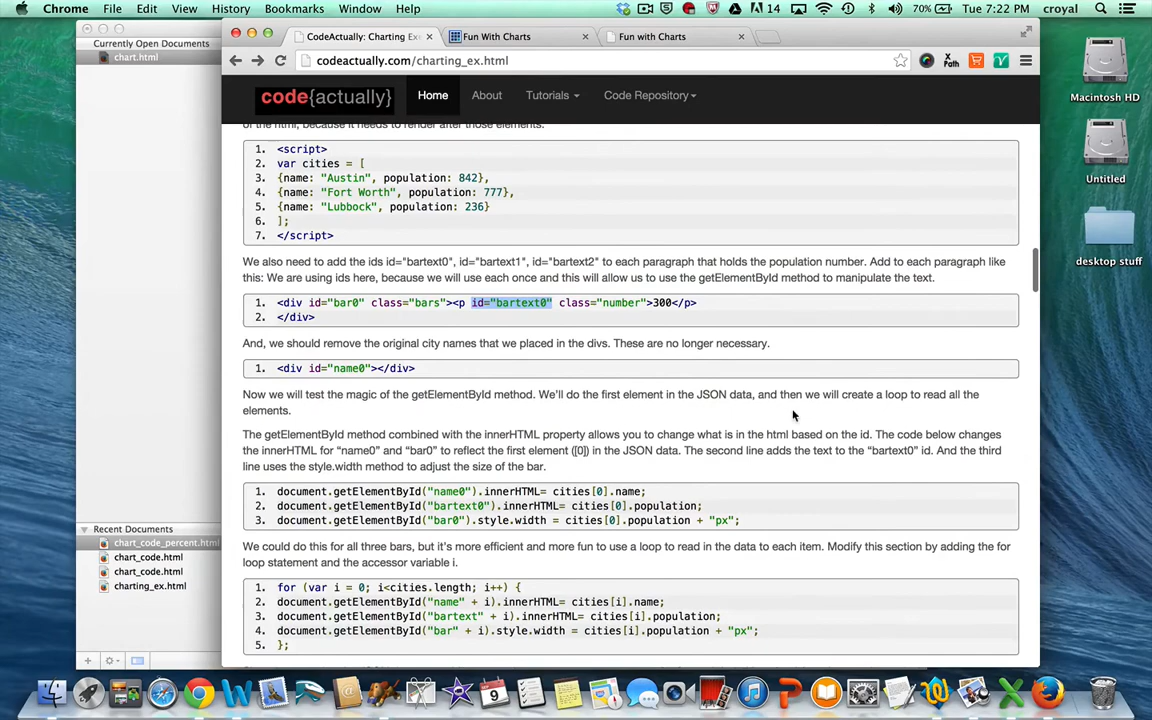 Chrome File Edit View History Bookmarks Window Help 14 70% Tue 7:22 PM croyal
Currently Open Documents
chart.html
CodeActually: Charting Ex
Fun With Charts
Fun with Charts
codeactually.com/charting_ex.html
X
Path
code{actually} Home About Tutorials Code Repository
of the html, because it needs to render after those elements.
1. <script>
2. var cities = [
3. {name: "Austin", population: 842},
4. {name: "Fort Worth", population: 777},
5. {name: "Lubbock", population: 236}
6. ];
7. </script>
We also need to add the ids id="bartext0", id="bartext1", id="bartext2" to each paragraph that holds the population number. Add to each paragraph like
this: We are using ids here, because we will use each once and this will allow us to use the getElementById method to manipulate the text.
1. <div id="bar0" class="bars"><p id="bartext0" class="number">300</p>
2. </div>
And, we should remove the original city names that we placed in the divs. These are no longer necessary.
1. <div id="name0"></div>
Now we will test the magic of the getElementById method. We'll do the first element in the JSON data, and then we will create a loop to read all the
elements.
The getElementById method combined with the innerHTML property allows you to change what is in the html based on the id. The code below changes
the innerHTML for “name0” and “bar0” to reflect the first element ([0]) in the JSON data. The second line adds the text to the “bartext0” id. And the third
line uses the style.width method to adjust the size of the bar.
1. document.getElementById("name0").innerHTML= cities[0].name;
2. document.getElementById("bartext0").innerHTML= cities[0].population;
3. document.getElementById("bar0").style.width = cities[0].population + "px";
We could do this for all three bars, but it's more efficient and more fun to use a loop to read in the data to each item. Modify this section by adding the for
loop statement and the accessor variable i.
1. for (var i = 0; i<cities.length; i++) {
2. document.getElementById("name" + i).innerHTML= cities[i].name;
3. document.getElementById("bartext" + i).innerHTML= cities[i].population;
4. document.getElementById("bar" + i).style.width = cities[i].population + "px";
5. };
Recent Documents
chart_code_percent.html
chart_code.html
chart_code.html
charting_ex.html
Macintosh HD
Untitled
desktop stuff